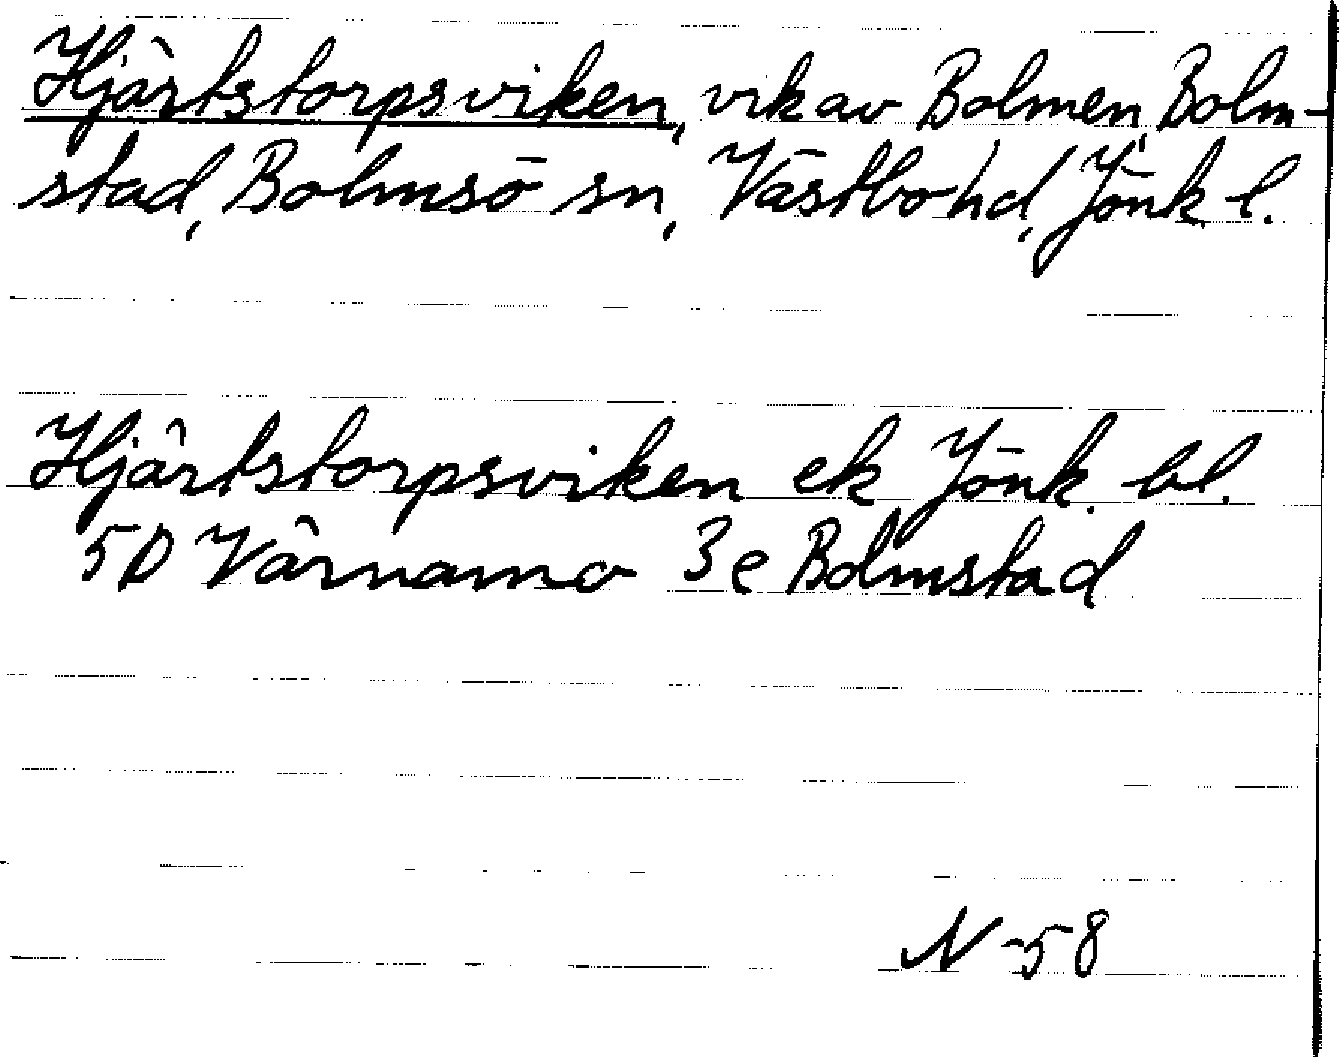 Hjärtstorpsviken, vik av Bolmen, Bolm-
stad, Bolmsö sn, Västbo hd, Jönk. l.
Hjärtstorpsviken ek Jönk. bl.
5D Värnamo 3e Bolmstad
N-58